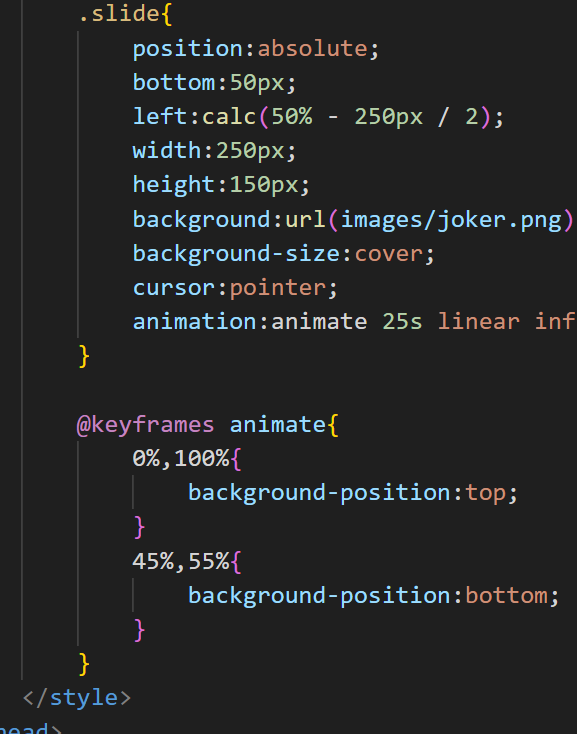 .slide{
position:absolute;
bottom:50px;
left:calc(50% - 250px / 2);
width:250px;
height:150px;
background:url(images/joker.png)
background-size:cover;
cursor:pointer;
animation:animate 25s linear inf
}
@keyframes animate{
0%,100%{
background-position:top;
}
45%,55%{
background-position:bottom;
}
}
</style>
head>